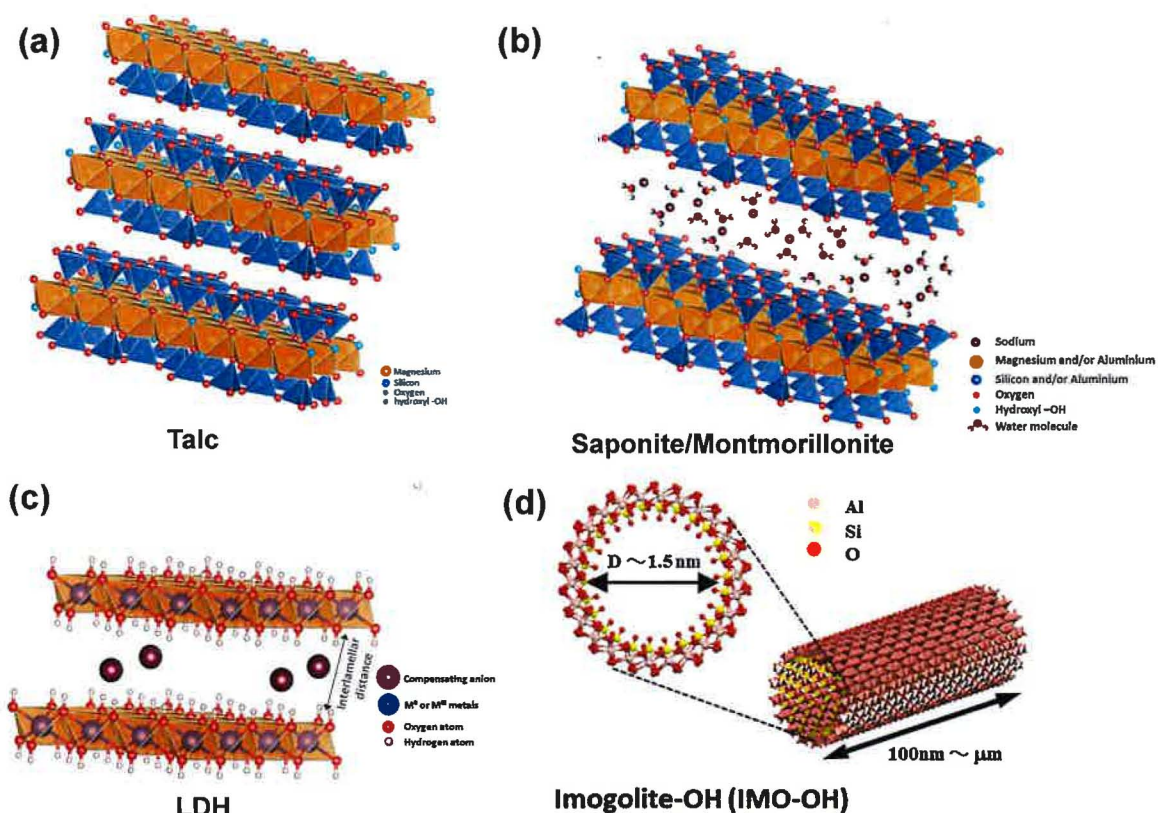 (a)
Magnesium
Silicon
Oxygen
hydroxyl -OH
Talc
(b)
Sodium
Magnesium and/or Aluminium
Silicon and/or Aluminium
Oxygen
Hydroxyl –OH
Water molecule
Saponite/Montmorillonite
(c)
Interlamellar
distance
Compensating anion
metals
Oxygen atom
Hydrogen atom
LDH
(d)
Al
Si
O
D ~1.5nm
100nm ~ μm
Imogolite-OH (IMO-OH)